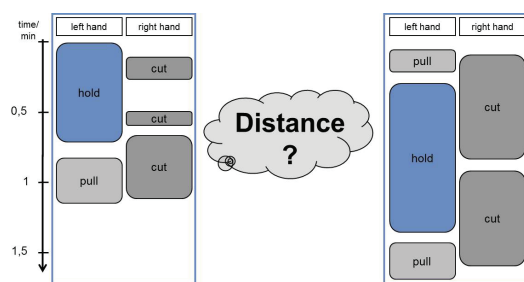 time/
min
left hand
right hand
hold
cut
0,5
cut
cut
pull
1
1,5
Distance
?
left hand
right hand
pull
cut
hold
cut
pull